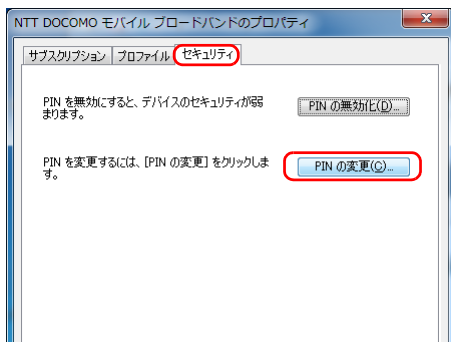 NTT DOCOMO モバイル ブロードバンドのプロパティ
サブスクリプション プロファイル セキュリティ
PIN を無効にすると、デバイスのセキュリティが弱
まります。
PIN の無効化(D)...
PIN を変更するには、[PIN の変更] をクリックしま
す。
PIN の変更(C)...